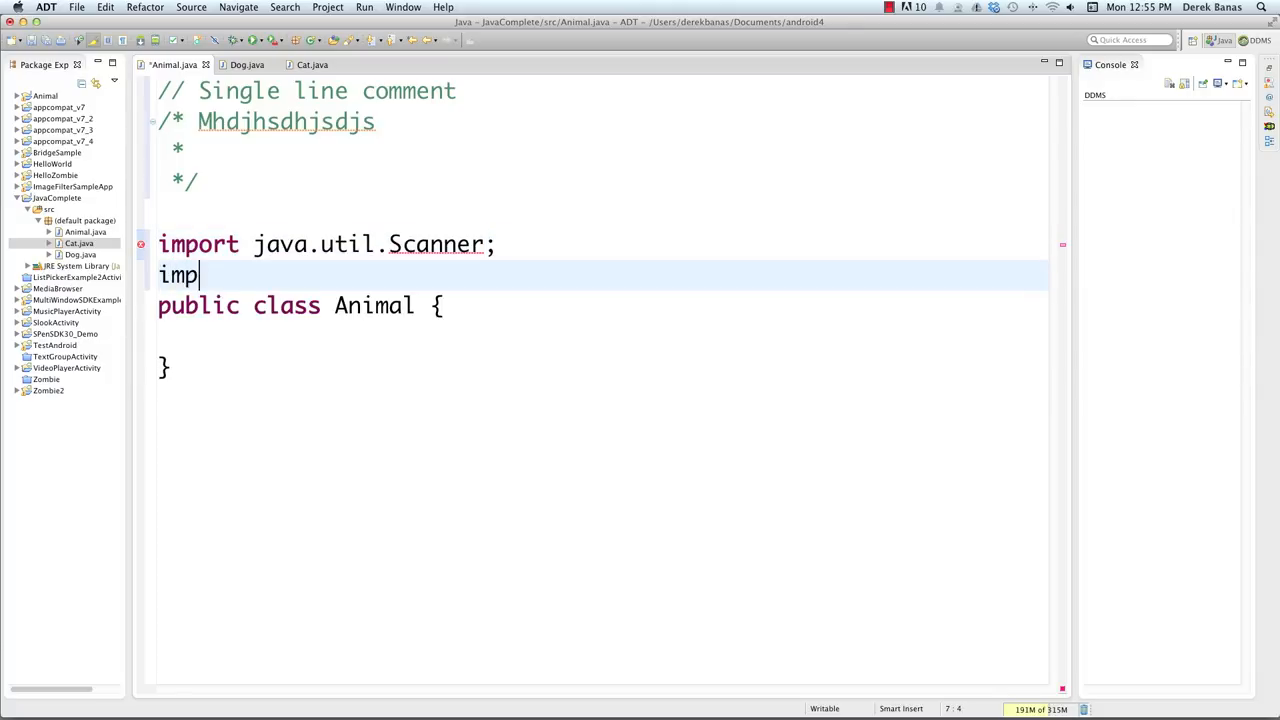 ADT File Edit Refactor Source Navigate Search Project Run Window Help 10 Mon 12:55 PM Derek Banas
Java - JavaComplete/src/Animal.java - ADT - /Users/derekbanas/Documents/android4
Quick Access Java DDMS
Package Exp
*Animal.java Dog.java Cat.java
Console
DDMS
Animal
appcompat_v7
appcompat_v7_2
appcompat_v7_3
appcompat_v7_4
BridgeSample
HelloWorld
HelloZombie
ImageFilterSampleApp
JavaComplete
src
(default package)
Animal.java
Cat.java
Dog.java
JRE System Library [Ja
ListPickerExample2Activi
MediaBrowser
MultiWindowSDKExample
MusicPlayerActivity
SlookActivity
SPenSDK30_Demo
TestAndroid
TextGroupActivity
VideoPlayerActivity
Zombie
Zombie2
// Single line comment
/* Mhdjhsdhjsdjs
*
*/
import java.util.Scanner;
imp
public class Animal {
}
Writable Smart Insert 7 : 4 191M of 315M